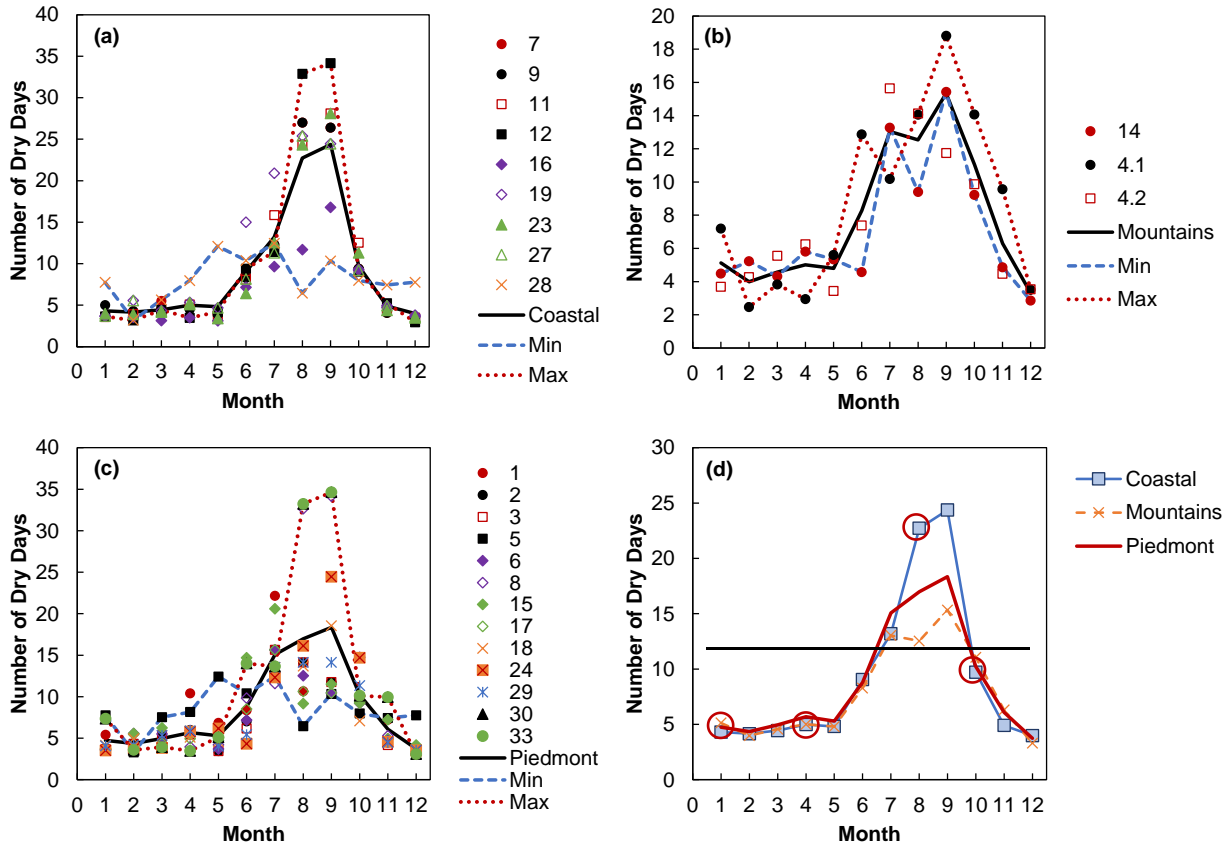 (a)
Number of Dry Days
40
35
30
25
20
15
10
5
0
0 1 2 3 4 5 6 7 8 9 10 11 12
Month
7
9
11
12
16
19
23
27
28
Coastal
Min
Max
(b)
Number of Dry Days
20
18
16
14
12
10
8
6
4
2
0
0 1 2 3 4 5 6 7 8 9 10 11 12
Month
14
4.1
4.2
Mountains
Min
Max
(c)
Number of Dry Days
40
35
30
25
20
15
10
5
0
0 1 2 3 4 5 6 7 8 9 10 11 12
Month
1
2
3
5
6
8
15
17
18
24
29
30
33
Piedmont
Min
Max
(d)
Number of Dry Days
30
25
20
15
10
5
0
0 1 2 3 4 5 6 7 8 9 10 11 12
Month
Coastal
Mountains
Piedmont